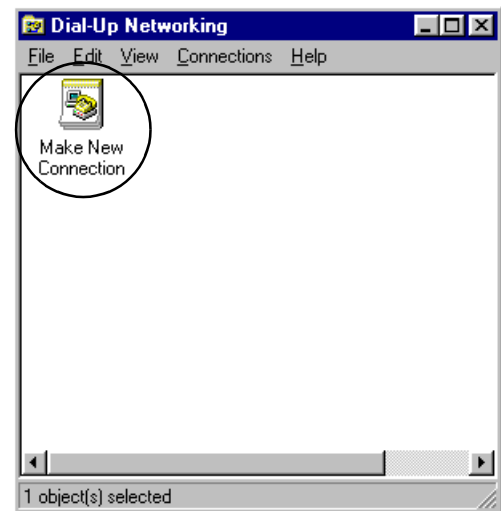 Dial-Up Networking
File Edit View Connections Help
Make New
Connection
1 object(s) selected